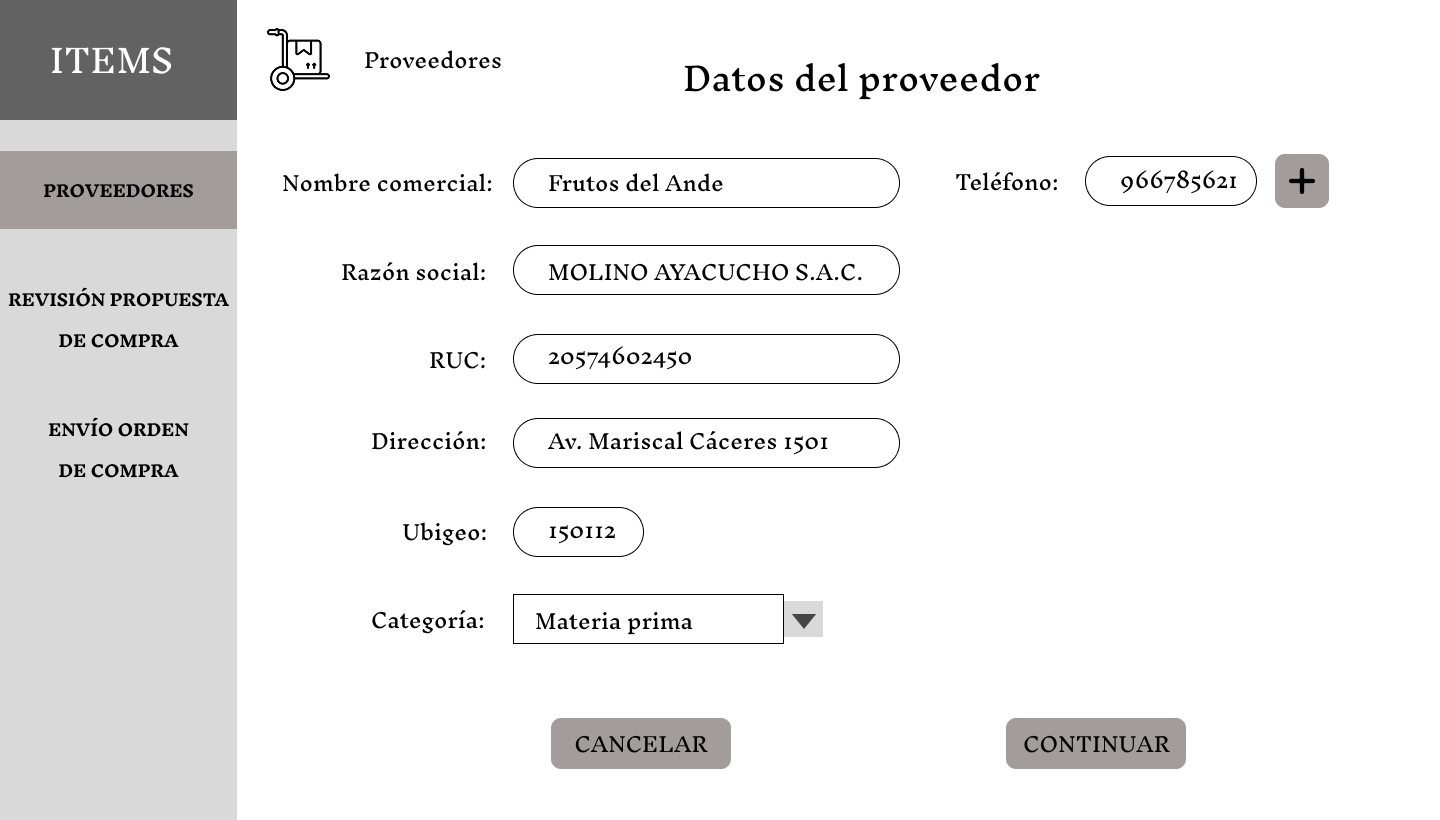 ITEMS
PROVEEDORES
REVISIÓN PROPUESTA
DE COMPRA
ENVÍO ORDEN
DE COMPRA
Proveedores
Datos del proveedor
Nombre comercial: Frutos del Ande
Teléfono: 966785621 +
Razón social: MOLINO AYACUCHO S.A.C.
RUC: 20574602450
Dirección: Av. Mariscal Cáceres 1501
Ubigeo: 150112
Categoría: Materia prima
CANCELAR
CONTINUAR